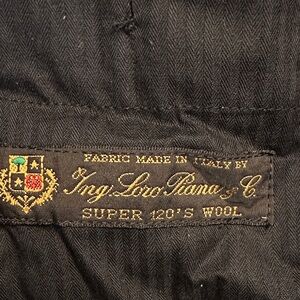 FABRIC MADE IN ITALY BY
Ing. Loro Piana & C.
SUPER 120'S WOOL